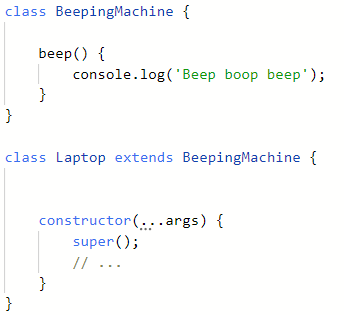 class BeepingMachine {
beep() {
console.log('Beep boop beep');
}
}
class Laptop extends BeepingMachine {
constructor(...args) {
super();
// ...
}
}